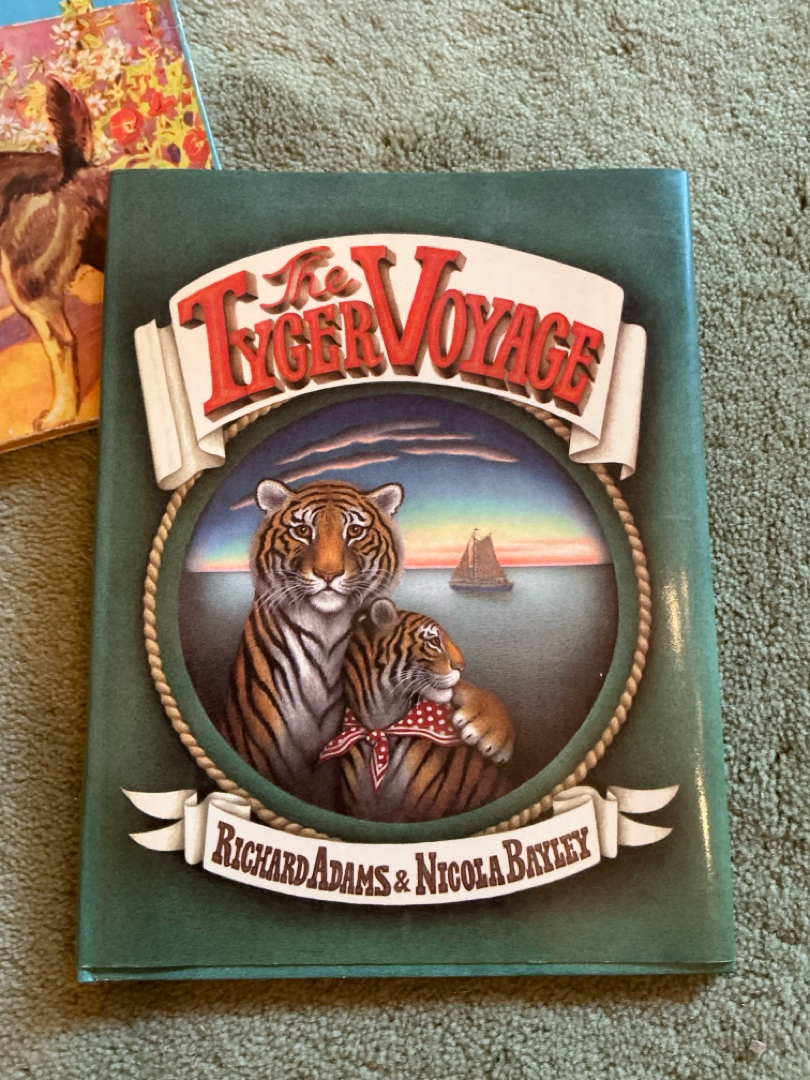 The
Tyger Voyage
Richard Adams & Nicola Bayley